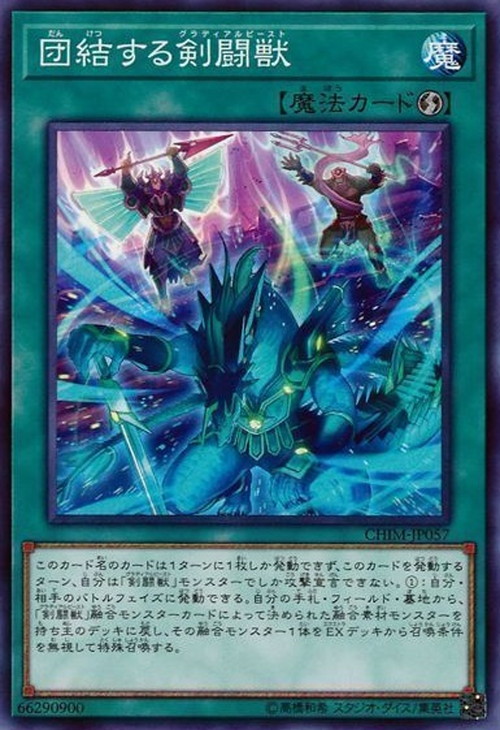 団結する剣闘獣
だん けつ グラディアルビースト
魔
【魔法カード】
CHIM-JP057
このカード名のカードは1ターンに1枚しか発動できず、このカードを発動する
ターン、自分は「剣闘獣」モンスターでしか攻撃宣言できない。①:自分・
相手のバトルフェイズに発動できる。自分の手札・フィールド・墓地から、
「剣闘獣」融合モンスターカードによって決められた融合素材モンスターを
持ち主のデッキに戻し、その融合モンスター1体をEXデッキから召喚条件
を無視して特殊召喚する。
66290900
©高橋和希 スタジオ・ダイス/集英社